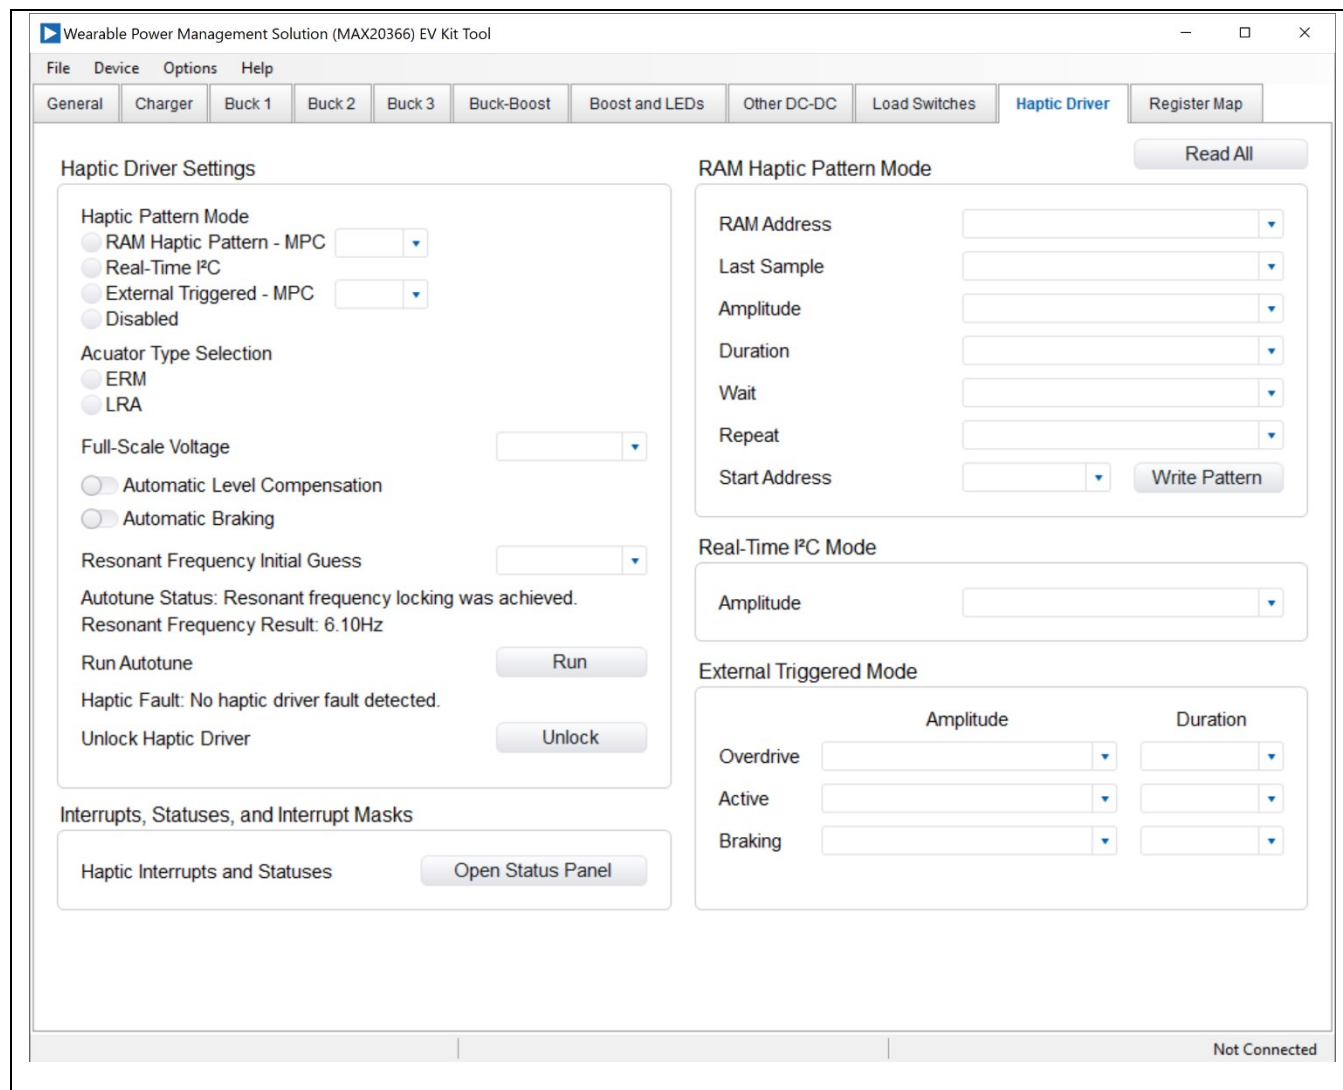 Wearable Power Management Solution (MAX20366) EV Kit Tool
File Device Options Help
General Charger Buck 1 Buck 2 Buck 3 Buck-Boost Boost and LEDs Other DC-DC Load Switches Haptic Driver Register Map
Read All
Haptic Driver Settings
Haptic Pattern Mode
RAM Haptic Pattern - MPC
Real-Time I²C
External Triggered - MPC
Disabled
Acuator Type Selection
ERM
LRA
Full-Scale Voltage
Automatic Level Compensation
Automatic Braking
Resonant Frequency Initial Guess
Autotune Status: Resonant frequency locking was achieved.
Resonant Frequency Result: 6.10Hz
Run Autotune Run
Haptic Fault: No haptic driver fault detected.
Unlock Haptic Driver Unlock
Interrupts, Statuses, and Interrupt Masks
Haptic Interrupts and Statuses Open Status Panel
RAM Haptic Pattern Mode
RAM Address
Last Sample
Amplitude
Duration
Wait
Repeat
Start Address Write Pattern
Real-Time I²C Mode
Amplitude
External Triggered Mode
Amplitude Duration
Overdrive
Active
Braking
Not Connected